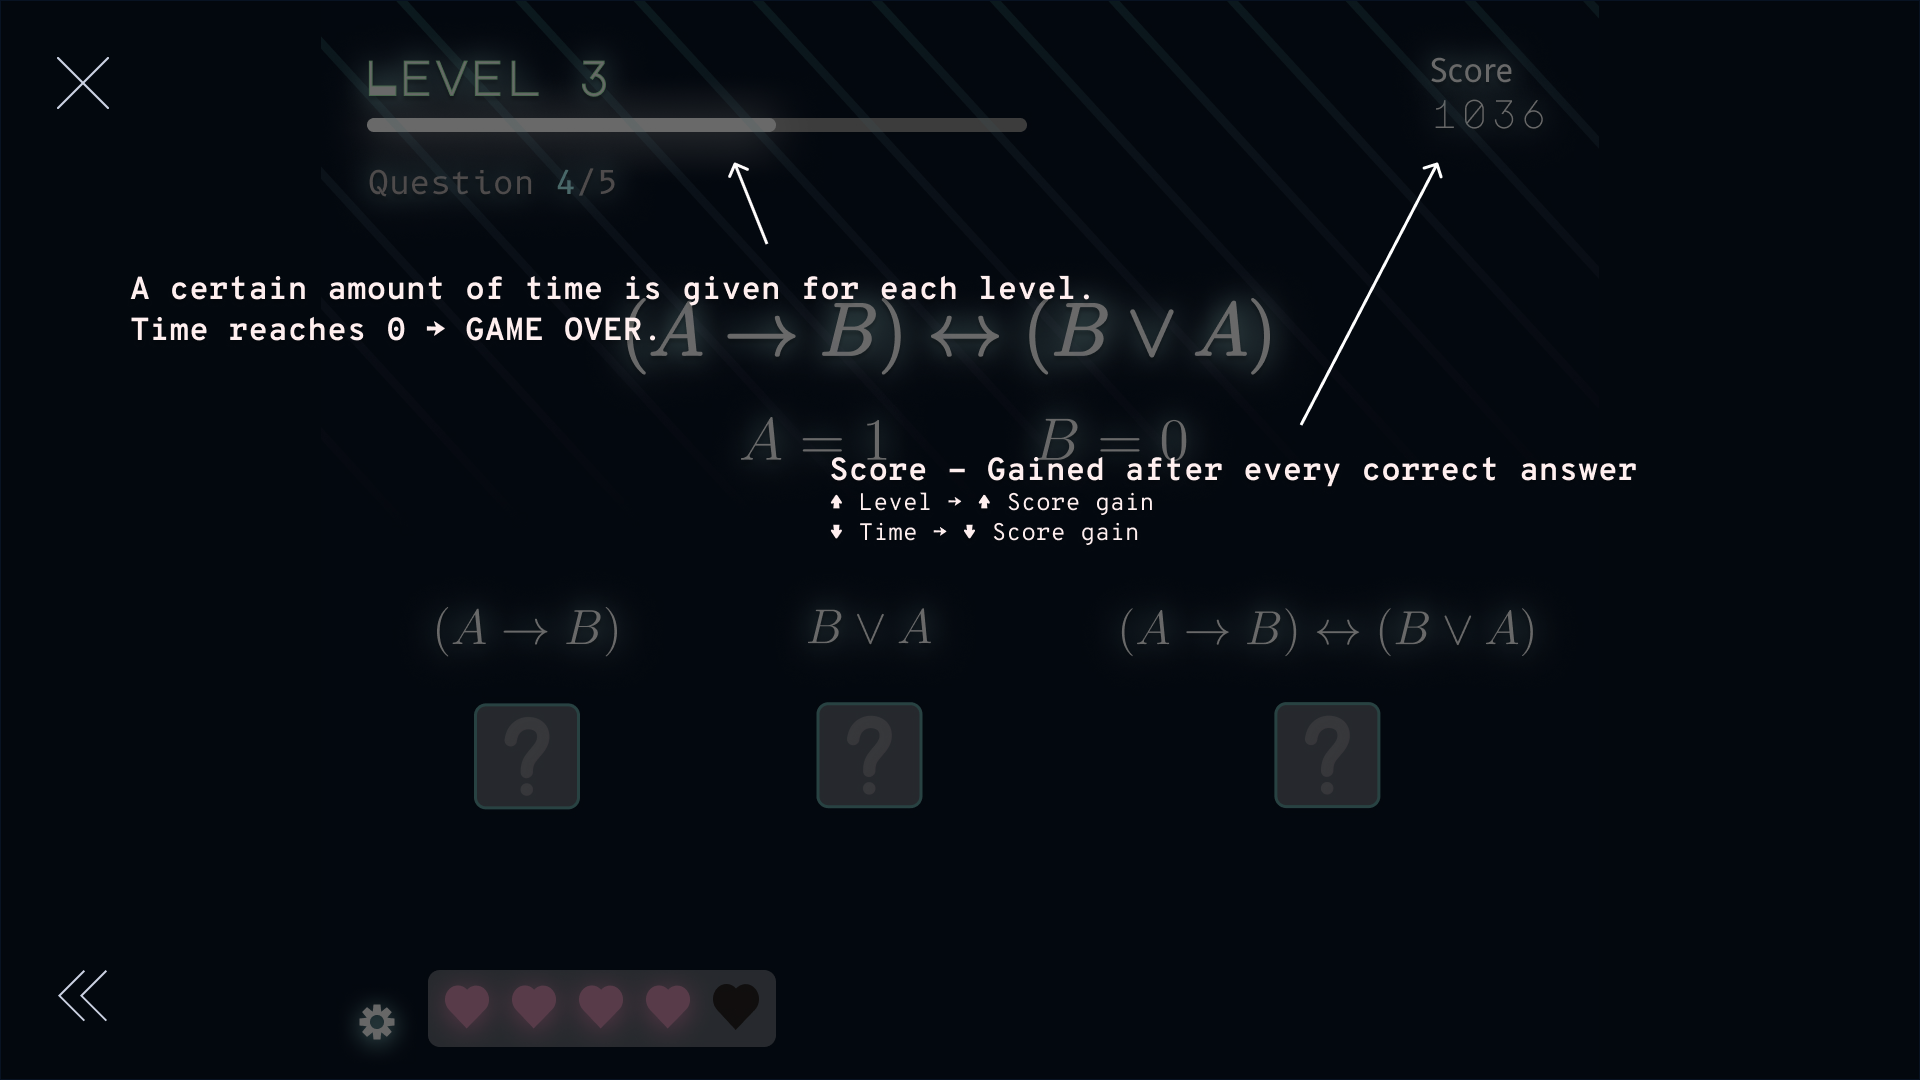 LEVEL 3
Score
1036
Question 4/5
A certain amount of time is given for each level.
Time reaches 0 → GAME OVER.
(A → B) ↔ (B ∨ A)
A = 1 B = 0
Score – Gained after every correct answer
⬆ Level → ⬆ Score gain
⬇ Time → ⬇ Score gain
(A → B) B ∨ A (A → B) ↔ (B ∨ A)
? ? ?